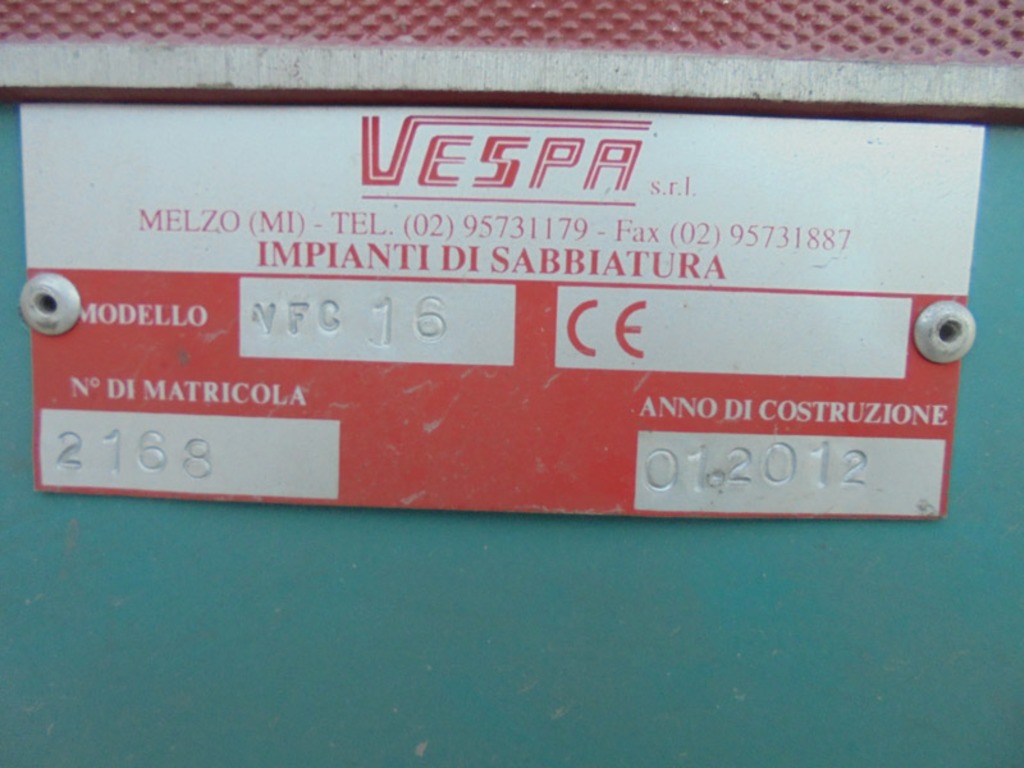 VESPA s.r.l.
MELZO (MI) - TEL. (02) 95731179 - Fax (02) 95731887
IMPIANTI DI SABBIATURA
MODELLO 16 CE
N° DI MATRICOLA ANNO DI COSTRUZIONE
2168 01.2012